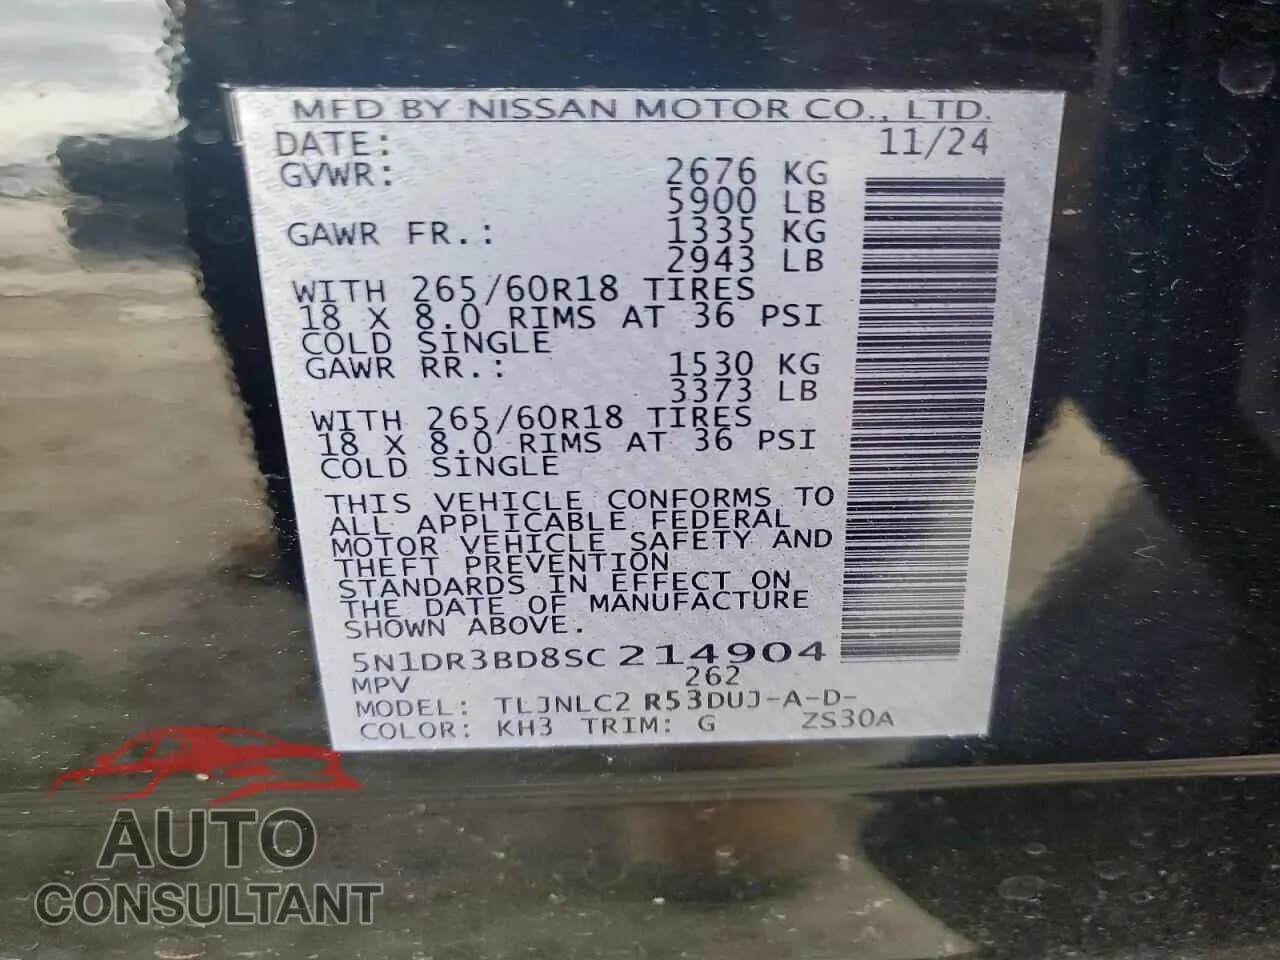 MFD BY NISSAN MOTOR CO., LTD.
DATE: 11/24
GVWR: 2676 KG
5900 LB
GAWR FR.: 1335 KG
2943 LB
WITH 265/60R18 TIRES
18 X 8.0 RIMS AT 36 PSI
COLD SINGLE
GAWR RR.: 1530 KG
3373 LB
WITH 265/60R18 TIRES
18 X 8.0 RIMS AT 36 PSI
COLD SINGLE
THIS VEHICLE CONFORMS TO
ALL APPLICABLE FEDERAL
MOTOR VEHICLE SAFETY AND
THEFT PREVENTION
STANDARDS IN EFFECT ON
THE DATE OF MANUFACTURE
SHOWN ABOVE.
5N1DR3BD8SC214904
MPV 262
MODEL: TLJNLC2 R53DUJ-A-D-
COLOR: KH3 TRIM: G ZS30A
AUTO
CONSULTANT